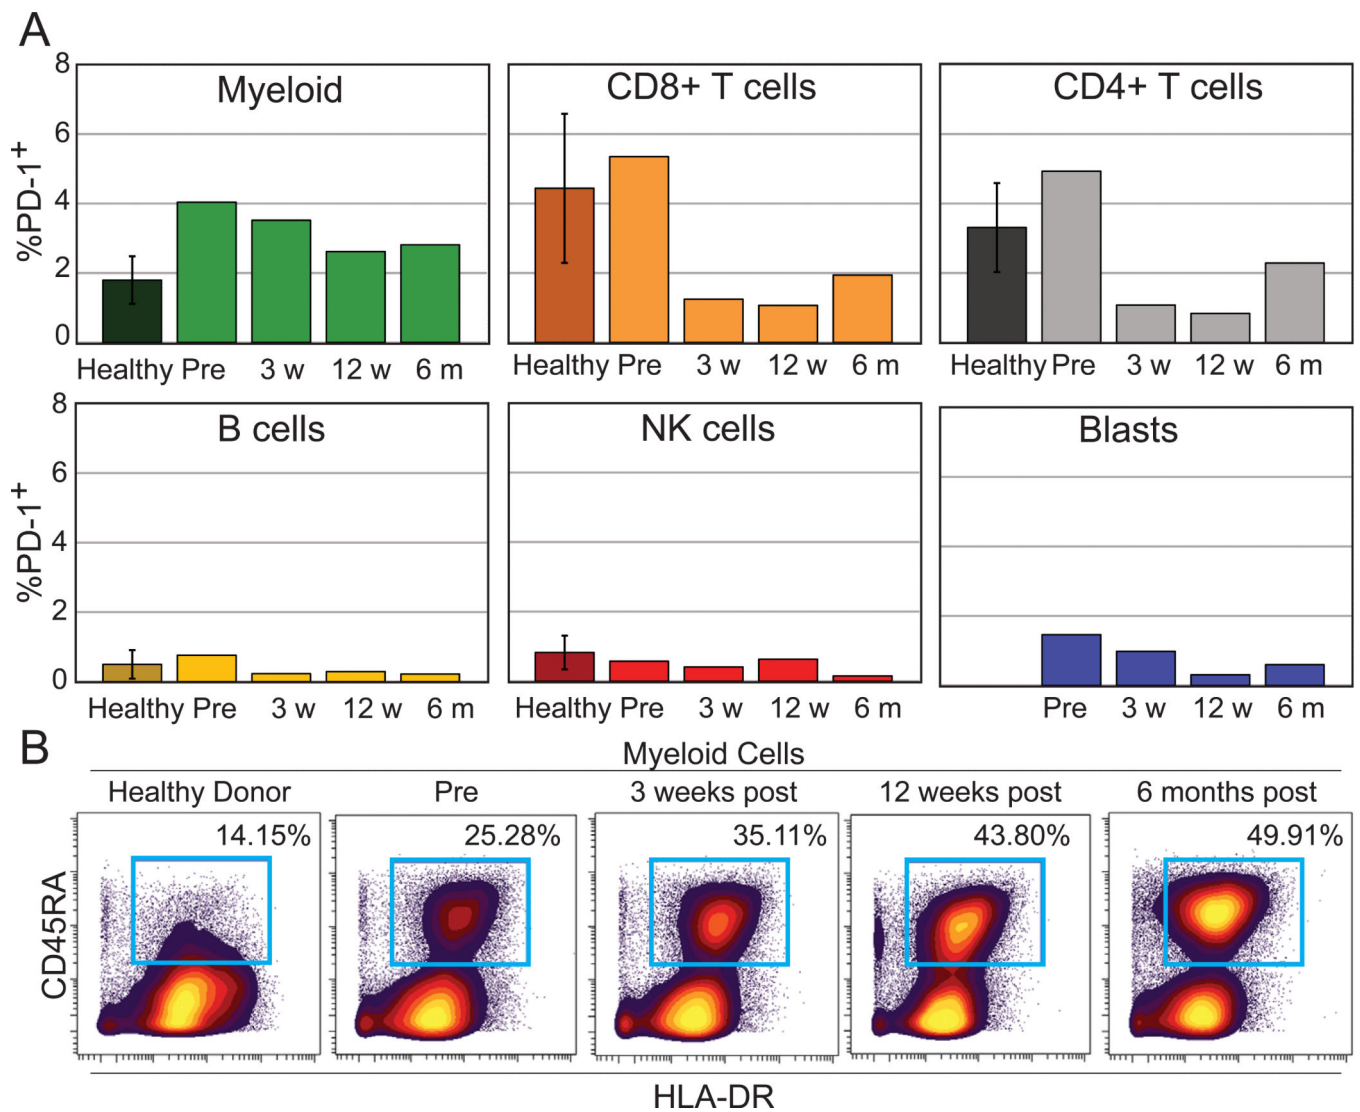 A
8
6
4
2
0
%PD-1+
Myeloid
Healthy Pre 3 w 12 w 6 m
CD8+ T cells
Healthy Pre 3 w 12 w 6 m
CD4+ T cells
Healthy Pre 3 w 12 w 6 m
8
6
4
2
0
%PD-1+
B cells
Healthy Pre 3 w 12 w 6 m
NK cells
Healthy Pre 3 w 12 w 6 m
Blasts
Pre 3 w 12 w 6 m
B
Myeloid Cells
Healthy Donor Pre 3 weeks post 12 weeks post 6 months post
14.15% 25.28% 35.11% 43.80% 49.91%
CD45RA
HLA-DR